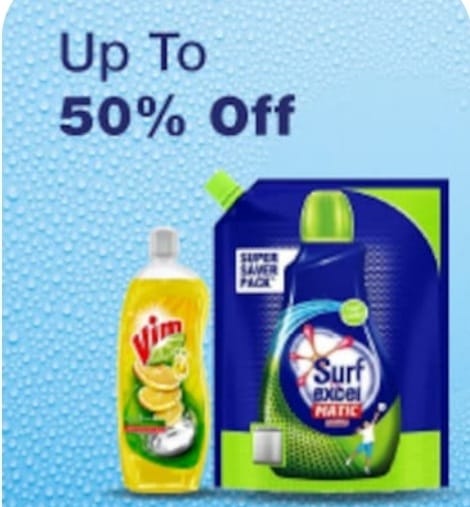 Up To
50% Off
SUPER
SAVER
PACK
Vim
Surf
excel
MATIC